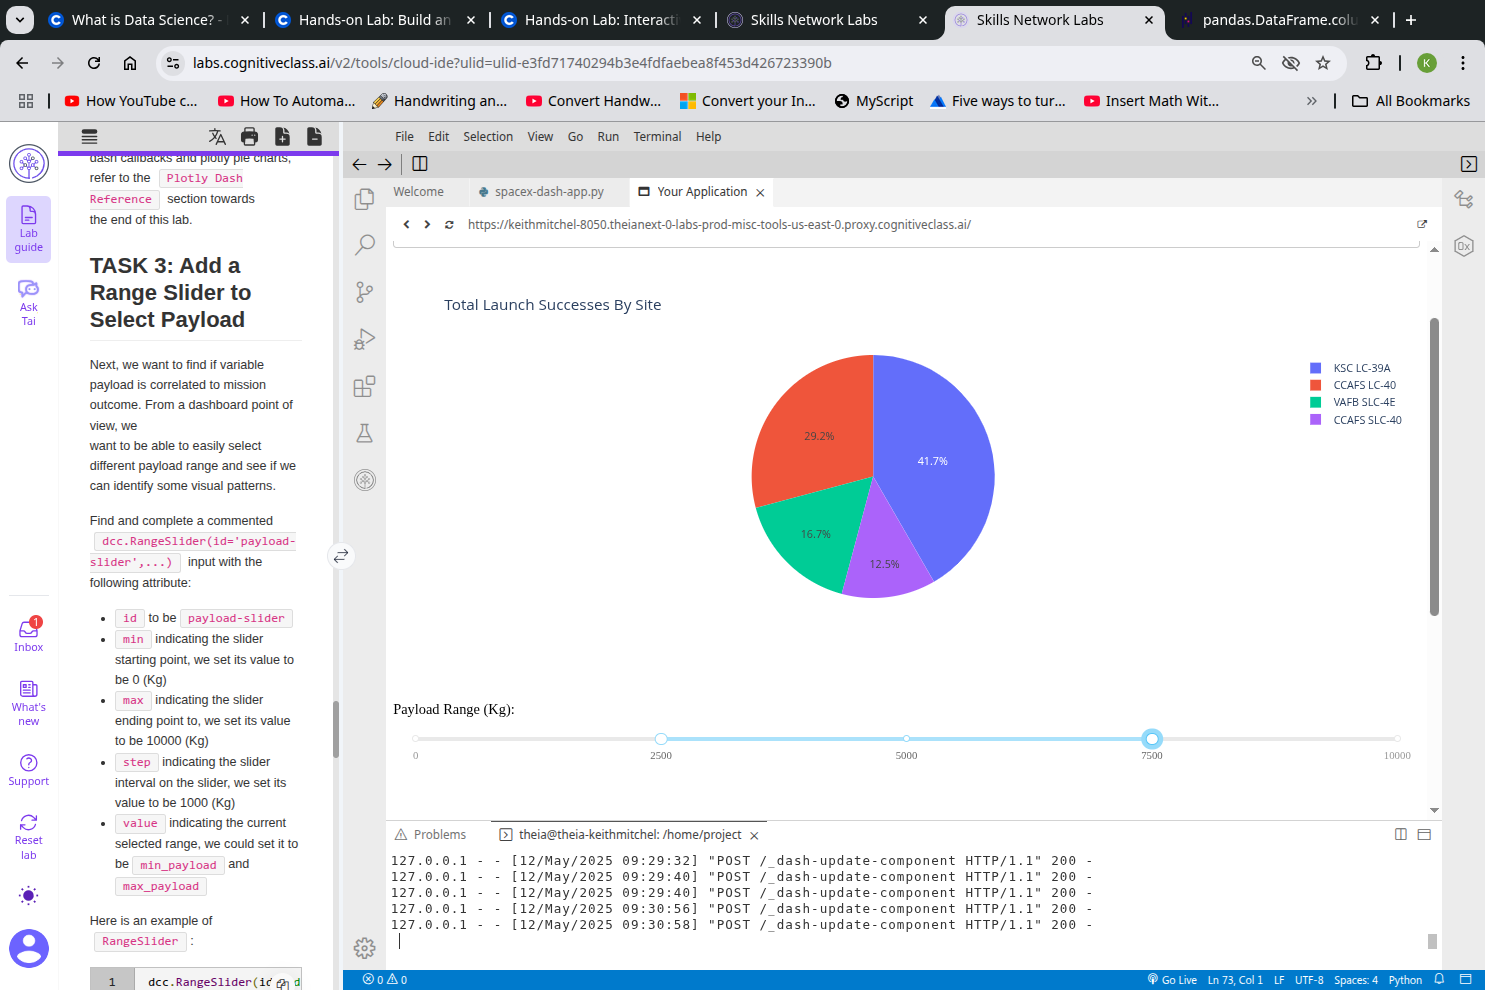 What is Data Science? -
Hands-on Lab: Build an
Hands-on Lab: Interacti
Skills Network Labs
Skills Network Labs
pandas.DataFrame.colu
labs.cognitiveclass.ai/v2/tools/cloud-ide?ulid=ulid-e3fd71740294b3e4fdfaebea8f453d426723390b
K
How YouTube c...
How To Automa...
Handwriting an...
Convert Handw...
Convert your In...
MyScript
Five ways to tur...
Insert Math Wit...
All Bookmarks
Lab
guide
Ask
Tai
Inbox
1
What's
new
Support
Reset
lab
dash callbacks and plotly pie charts,
refer to the Plotly Dash
Reference section towards
the end of this lab.
TASK 3: Add a
Range Slider to
Select Payload
Next, we want to find if variable
payload is correlated to mission
outcome. From a dashboard point of
view, we
want to be able to easily select
different payload range and see if we
can identify some visual patterns.
Find and complete a commented
dcc.RangeSlider(id='payload-
slider',...) input with the
following attribute:
id to be payload-slider
min indicating the slider
starting point, we set its value to
be 0 (Kg)
max indicating the slider
ending point to, we set its value
to be 10000 (Kg)
step indicating the slider
interval on the slider, we set its
value to be 1000 (Kg)
value indicating the current
selected range, we could set it to
be min_payload and
max_payload
Here is an example of
RangeSlider :
1 dcc.RangeSlider(id
File Edit Selection View Go Run Terminal Help
Welcome
spacex-dash-app.py
Your Application
https://keithmitchel-8050.theianext-0-labs-prod-misc-tools-us-east-0.proxy.cognitiveclass.ai/
0x
Total Launch Successes By Site
KSC LC-39A
CCAFS LC-40
VAFB SLC-4E
CCAFS SLC-40
29.2%
41.7%
16.7%
12.5%
Payload Range (Kg):
0 2500 5000 7500 10000
Problems
theia@theia-keithmitchel: /home/project
127.0.0.1 - - [12/May/2025 09:29:32] "POST /_dash-update-component HTTP/1.1" 200 -
127.0.0.1 - - [12/May/2025 09:29:40] "POST /_dash-update-component HTTP/1.1" 200 -
127.0.0.1 - - [12/May/2025 09:29:40] "POST /_dash-update-component HTTP/1.1" 200 -
127.0.0.1 - - [12/May/2025 09:30:56] "POST /_dash-update-component HTTP/1.1" 200 -
127.0.0.1 - - [12/May/2025 09:30:58] "POST /_dash-update-component HTTP/1.1" 200 -
0 0
Go Live Ln 73, Col 1 LF UTF-8 Spaces: 4 Python